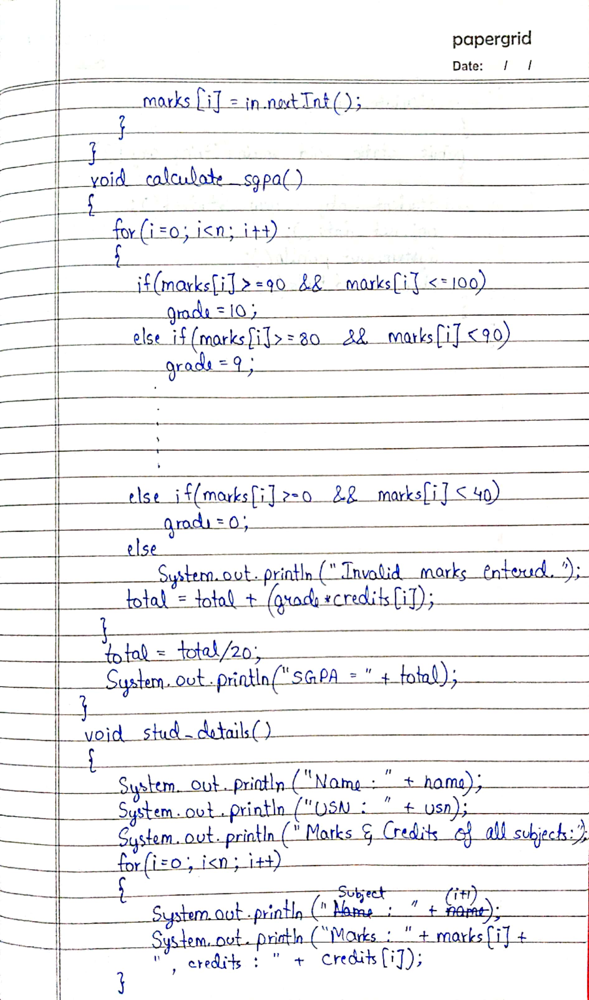 papergrid
Date: / /
marks [i] = in.nextInt();
}
}
void calculate_sgpa()
{
for(i=0; i<n; i++)
{
if(marks[i] >=90 && marks[i] <=100)
grade =10;
else if(marks[i]>=80 && marks[i] <90)
grade =9;
.
.
.
.
.
.
else if(marks[i] >=0 && marks[i] <40)
grade =0;
else
System.out.println("Invalid marks entered.");
total = total + (grade*credits[i]);
}
total = total/20;
System.out.println("SGPA = " + total);
}
void stud_details()
{
System.out.println("Name : " + name);
System.out.println("USN : " + usn);
System.out.println("Marks & Credits of all subjects:");
for(i=0; i<n; i++)
{
Subject (i+1)
System.out.println("Name : " + name);
System.out.println("Marks : " + marks[i] +
", credits : " + credits[i]);
}